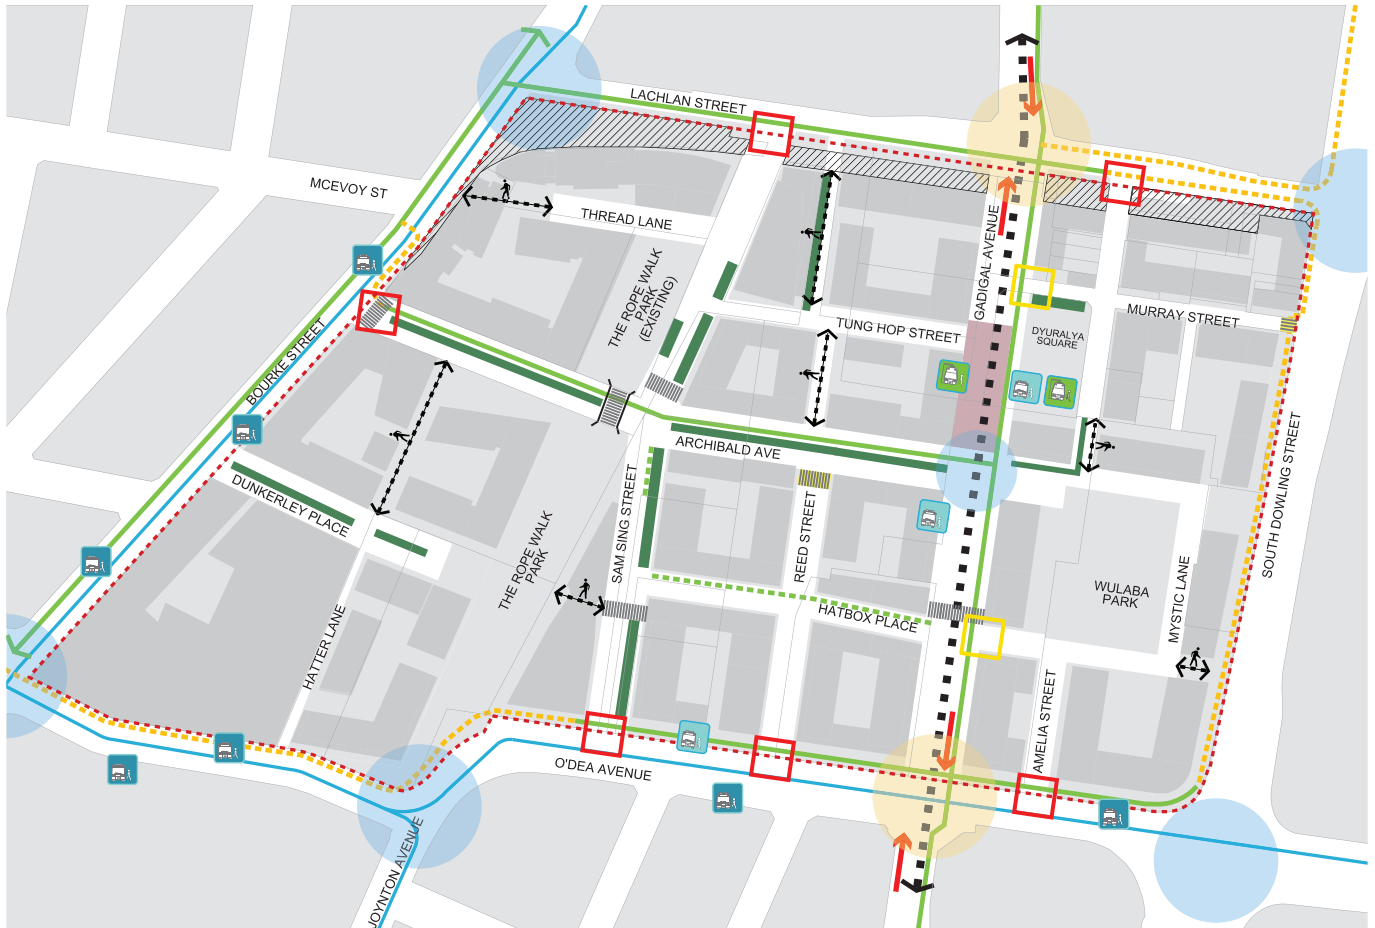 LACHLAN STREET
MCEVOY ST
THREAD LANE
THE ROPE WALK
PARK
(EXISTING)
GADIGAL AVENUE
TUNG HOP STREET
DYURALYA
SQUARE
MURRAY STREET
BOURKE STREET
ARCHIBALD AVE
SOUTH DOWLING STREET
DUNKERLEY PLACE
THE ROPE WALK
PARK
SAM SING STREET
REED STREET
HATBOX PLACE
WULABA
PARK
MYSTIC LANE
HATTER LANE
AMELIA STREET
O'DEA AVENUE
JOYNTON AVENUE